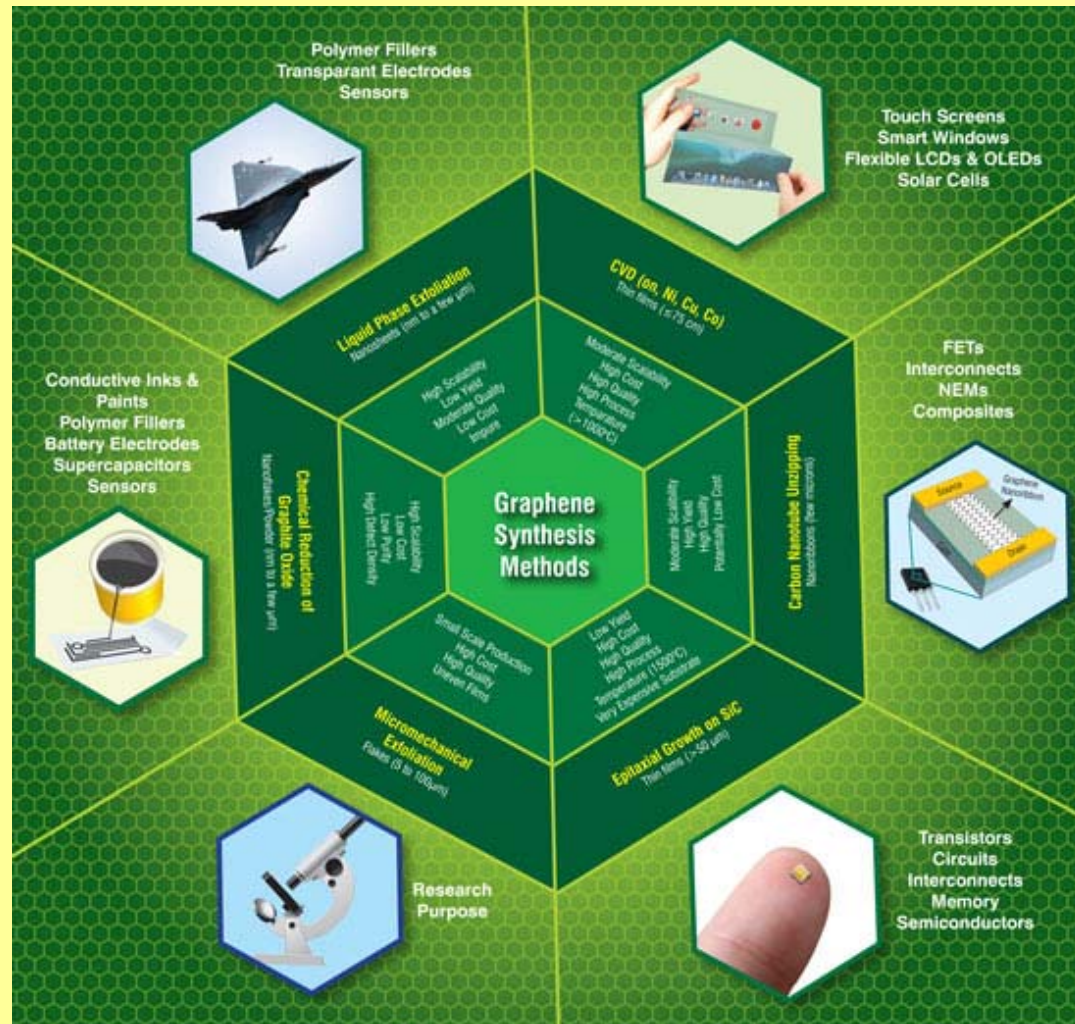 Polymer Fillers
Transparant Electrodes
Sensors
Touch Screens
Smart Windows
Flexible LCDs & OLEDs
Solar Cells
Liquid Phase Exfoliation
Nanosheets (nm to a few µm)
High Scalability
Low Yield
Moderate Quality
Low Cost
Impure
CVD (on, Ni, Cu, Co)
Thin films (≤75 cm)
Moderate Scalability
High Cost
High Quality
High Process
Temparature
(>1000°C)
FETs
Interconnects
NEMs
Composites
Source
Graphene
Nanoribbon
Drain
Carbon Nanotube Unzipping
Nanoribbons (few microns)
Moderate Scability
High Yield
High Quality
Potentially Low Cost
Conductive Inks &
Paints
Polymer Fillers
Battery Electrodes
Supercapacitors
Sensors
Chemical Reduction of
Graphite Oxide
Nanoflakes/Powder (nm to a few µm)
High Scalability
Low Cost
Low Purity
High Defect Density
Graphene
Synthesis
Methods
Small Scale Production
High Cost
High Quality
Uneven Films
Micromechanical
Exfoliation
Flakes (5 to 100µm)
Low Yield
High Cost
High Quality
High Process
Temperature (1500°C)
Very Expensive Substrate
Epitaxial Growth on SiC
Thin films (>50 µm)
Research
Purpose
Transistors
Circuits
Interconnects
Memory
Semiconductors